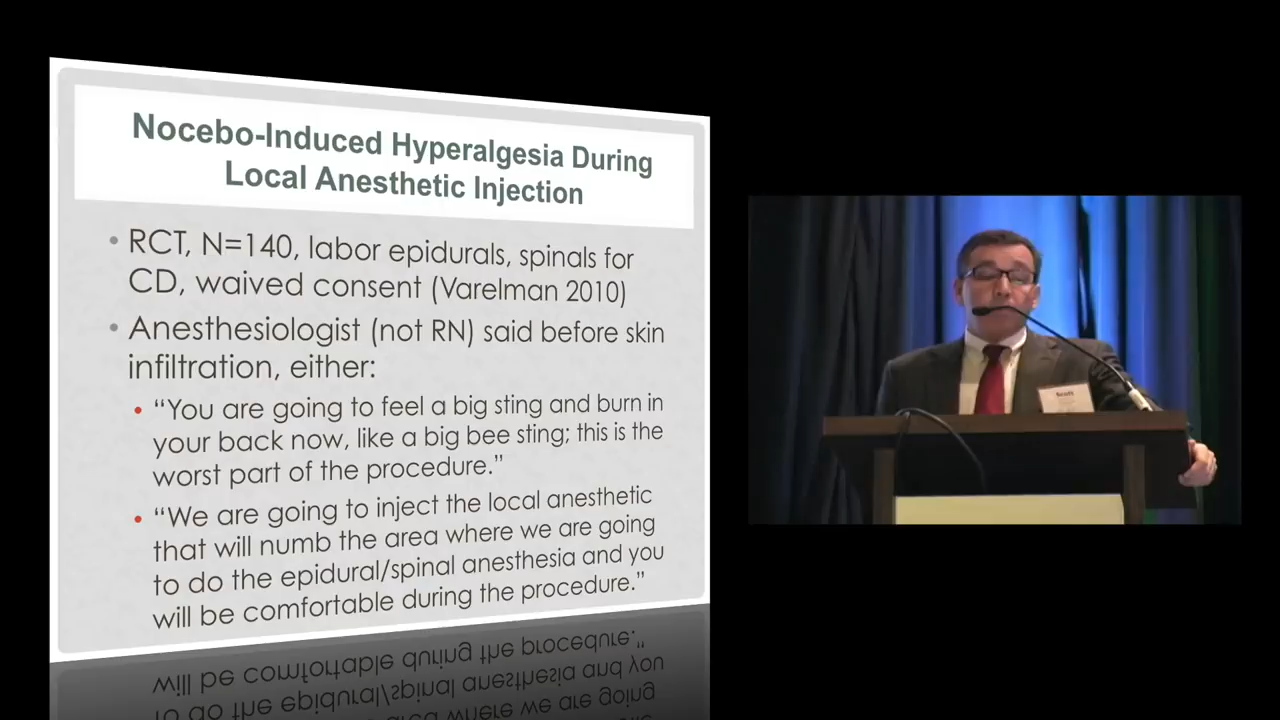 Nocebo-Induced Hyperalgesia During
Local Anesthetic Injection
• RCT, N=140, labor epidurals, spinals for
CD, waived consent (Varelman 2010)
• Anesthesiologist (not RN) said before skin
infiltration, either:
• “You are going to feel a big sting and burn in
your back now, like a big bee sting; this is the
worst part of the procedure.”
• “We are going to inject the local anesthetic
that will numb the area where we are going
to do the epidural/spinal anesthesia and you
will be comfortable during the procedure.”
Scott